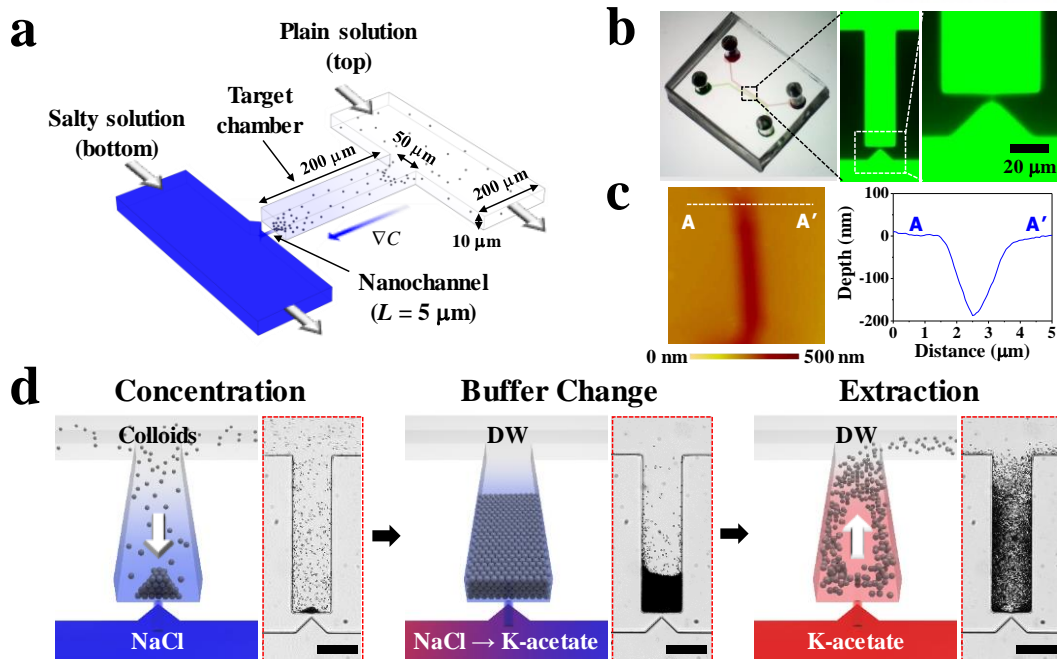 a
Plain solution
(top)
Salty solution
(bottom)
Target
chamber
200 μm
50 μm
200 μm
10 μm
∇C
Nanochannel
(L = 5 μm)
b
20 μm
c
A
A'
0 nm
500 nm
Depth (nm)
100
0
-100
-200
A
A'
0
1
2
3
4
5
Distance (μm)
d
Concentration
Buffer Change
Extraction
Colloids
DW
DW
NaCl
NaCl → K-acetate
K-acetate